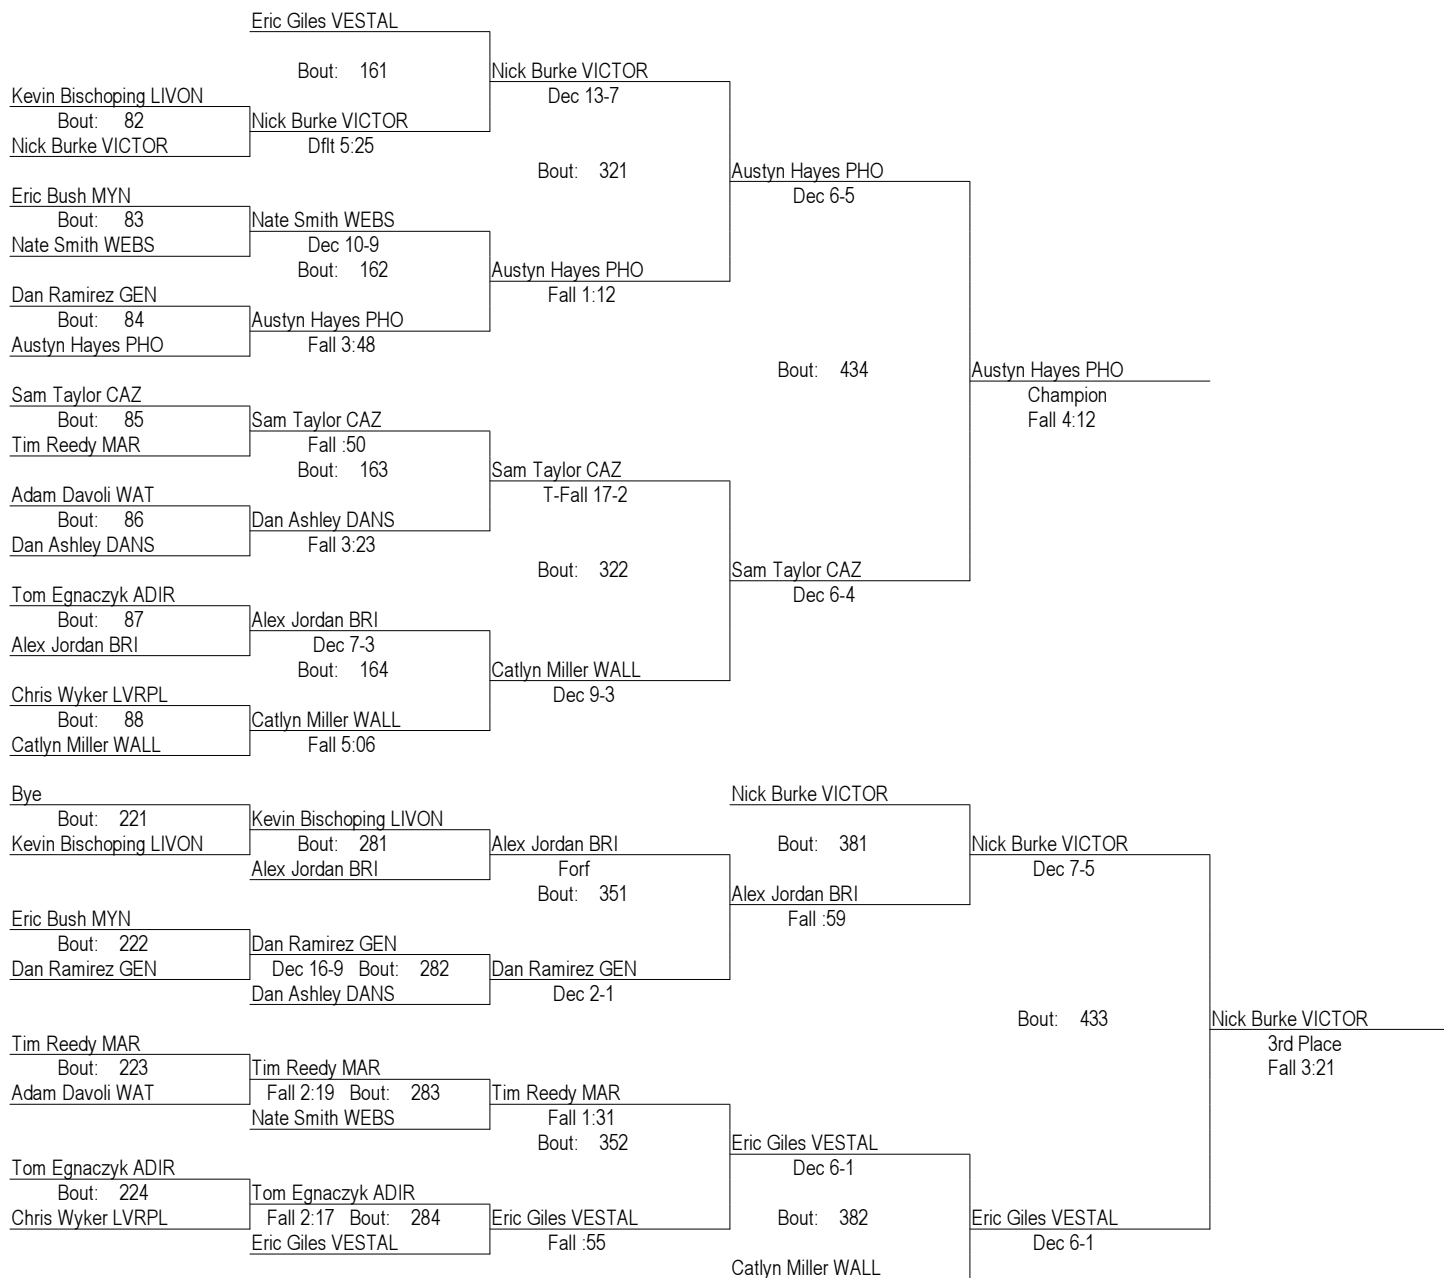 Eric Giles VESTAL
Bout: 161
Nick Burke VICTOR
Kevin Bischoping LIVON
Dec 13-7
Bout: 82
Nick Burke VICTOR
Nick Burke VICTOR
Dflt 5:25
Bout: 321
Austyn Hayes PHO
Eric Bush MYN
Dec 6-5
Bout: 83
Nate Smith WEBS
Nate Smith WEBS
Dec 10-9
Bout: 162
Austyn Hayes PHO
Dan Ramirez GEN
Fall 1:12
Bout: 84
Austyn Hayes PHO
Austyn Hayes PHO
Fall 3:48
Bout: 434
Austyn Hayes PHO
Sam Taylor CAZ
Champion
Bout: 85
Sam Taylor CAZ
Fall 4:12
Tim Reedy MAR
Fall :50
Bout: 163
Sam Taylor CAZ
Adam Davoli WAT
T-Fall 17-2
Bout: 86
Dan Ashley DANS
Dan Ashley DANS
Fall 3:23
Bout: 322
Sam Taylor CAZ
Tom Egnaczyk ADIR
Dec 6-4
Bout: 87
Alex Jordan BRI
Alex Jordan BRI
Dec 7-3
Bout: 164
Catlyn Miller WALL
Chris Wyker LVRPL
Dec 9-3
Bout: 88
Catlyn Miller WALL
Catlyn Miller WALL
Fall 5:06
Bye
Nick Burke VICTOR
Bout: 221
Kevin Bischoping LIVON
Kevin Bischoping LIVON
Bout: 281
Alex Jordan BRI
Bout: 381
Nick Burke VICTOR
Alex Jordan BRI
Forf
Dec 7-5
Bout: 351
Alex Jordan BRI
Eric Bush MYN
Fall :59
Bout: 222
Dan Ramirez GEN
Dan Ramirez GEN
Dec 16-9 Bout: 282
Dan Ramirez GEN
Dan Ashley DANS
Dec 2-1
Bout: 433
Nick Burke VICTOR
Tim Reedy MAR
3rd Place
Bout: 223
Tim Reedy MAR
Fall 3:21
Adam Davoli WAT
Fall 2:19 Bout: 283
Tim Reedy MAR
Nate Smith WEBS
Fall 1:31
Bout: 352
Eric Giles VESTAL
Tom Egnaczyk ADIR
Dec 6-1
Bout: 224
Tom Egnaczyk ADIR
Chris Wyker LVRPL
Fall 2:17 Bout: 284
Eric Giles VESTAL
Bout: 382
Eric Giles VESTAL
Eric Giles VESTAL
Fall :55
Dec 6-1
Catlyn Miller WALL